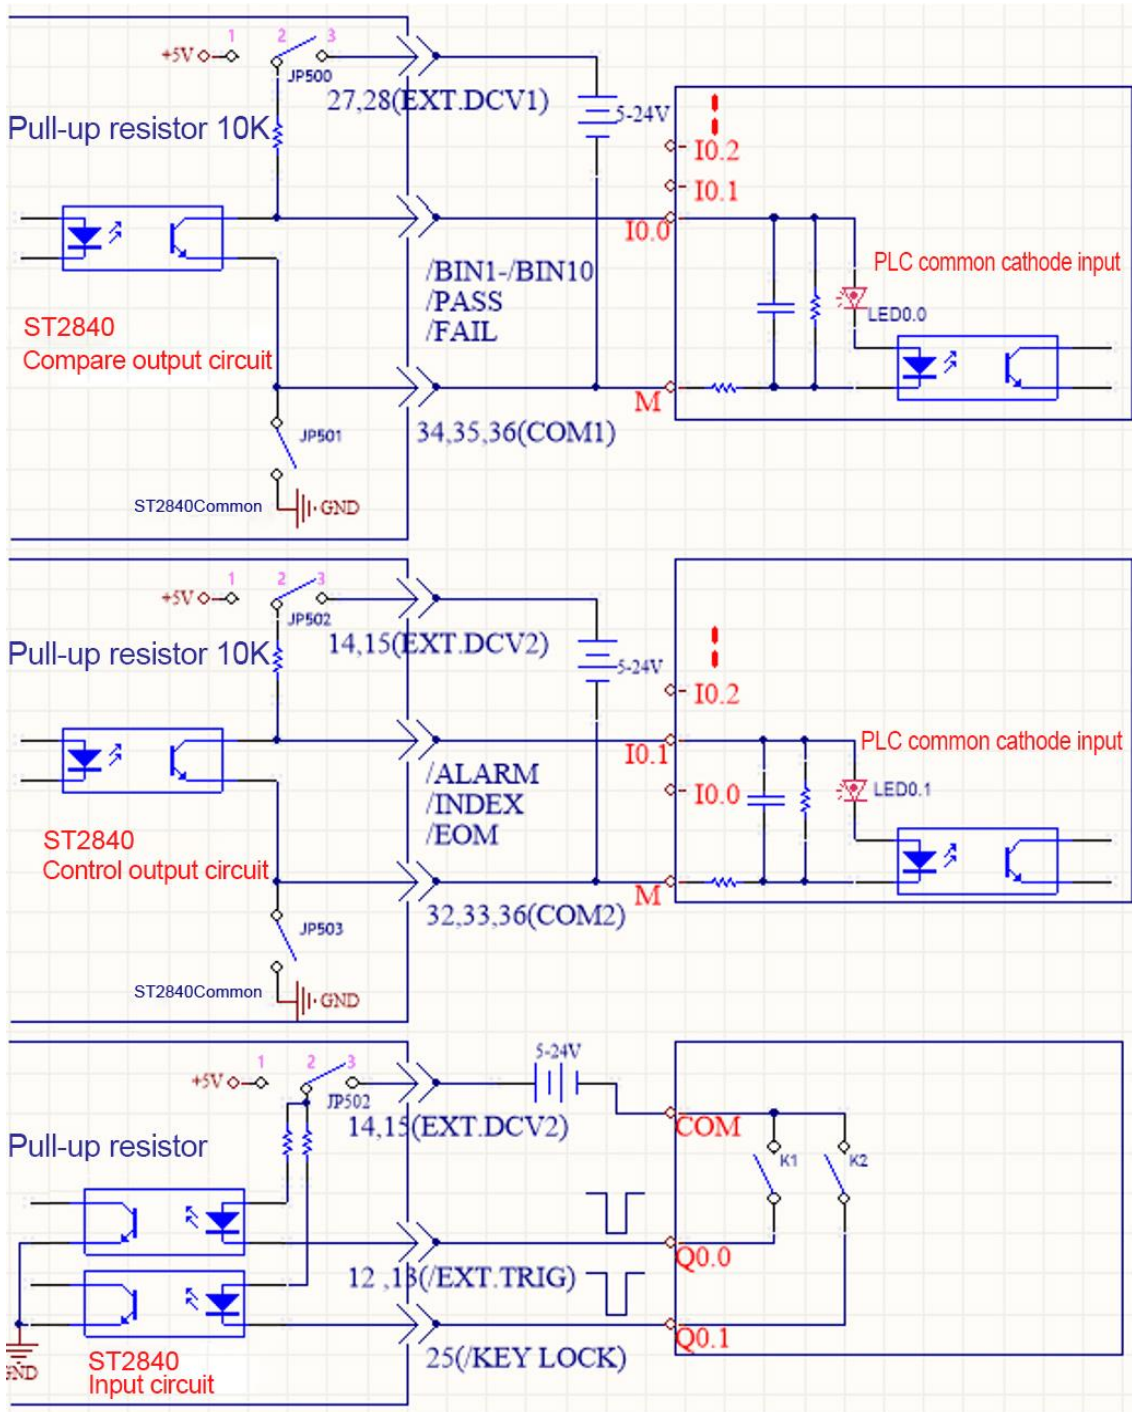 1 2 3
+5V
JP500
27,28(EXT.DCV1)
5-24V
Pull-up resistor 10K
I0.2
I0.1
I0.0
PLC common cathode input
/BIN1-/BIN10
/PASS
/FAIL
LED0.0
ST2840
Compare output circuit
M
34,35,36(COM1)
JP501
ST2840Common
GND
1 2 3
+5V
JP502
14,15(EXT.DCV2)
5-24V
Pull-up resistor 10K
I0.2
I0.1
PLC common cathode input
I0.0
LED0.1
/ALARM
/INDEX
/EOM
ST2840
Control output circuit
M
32,33,36(COM2)
JP503
ST2840Common
GND
5-24V
1 2 3
+5V
JP502
14,15(EXT.DCV2)
COM
Pull-up resistor
K1
K2
Q0.0
12 ,13(/EXT.TRIG)
Q0.1
25(/KEY LOCK)
GND
ST2840
Input circuit